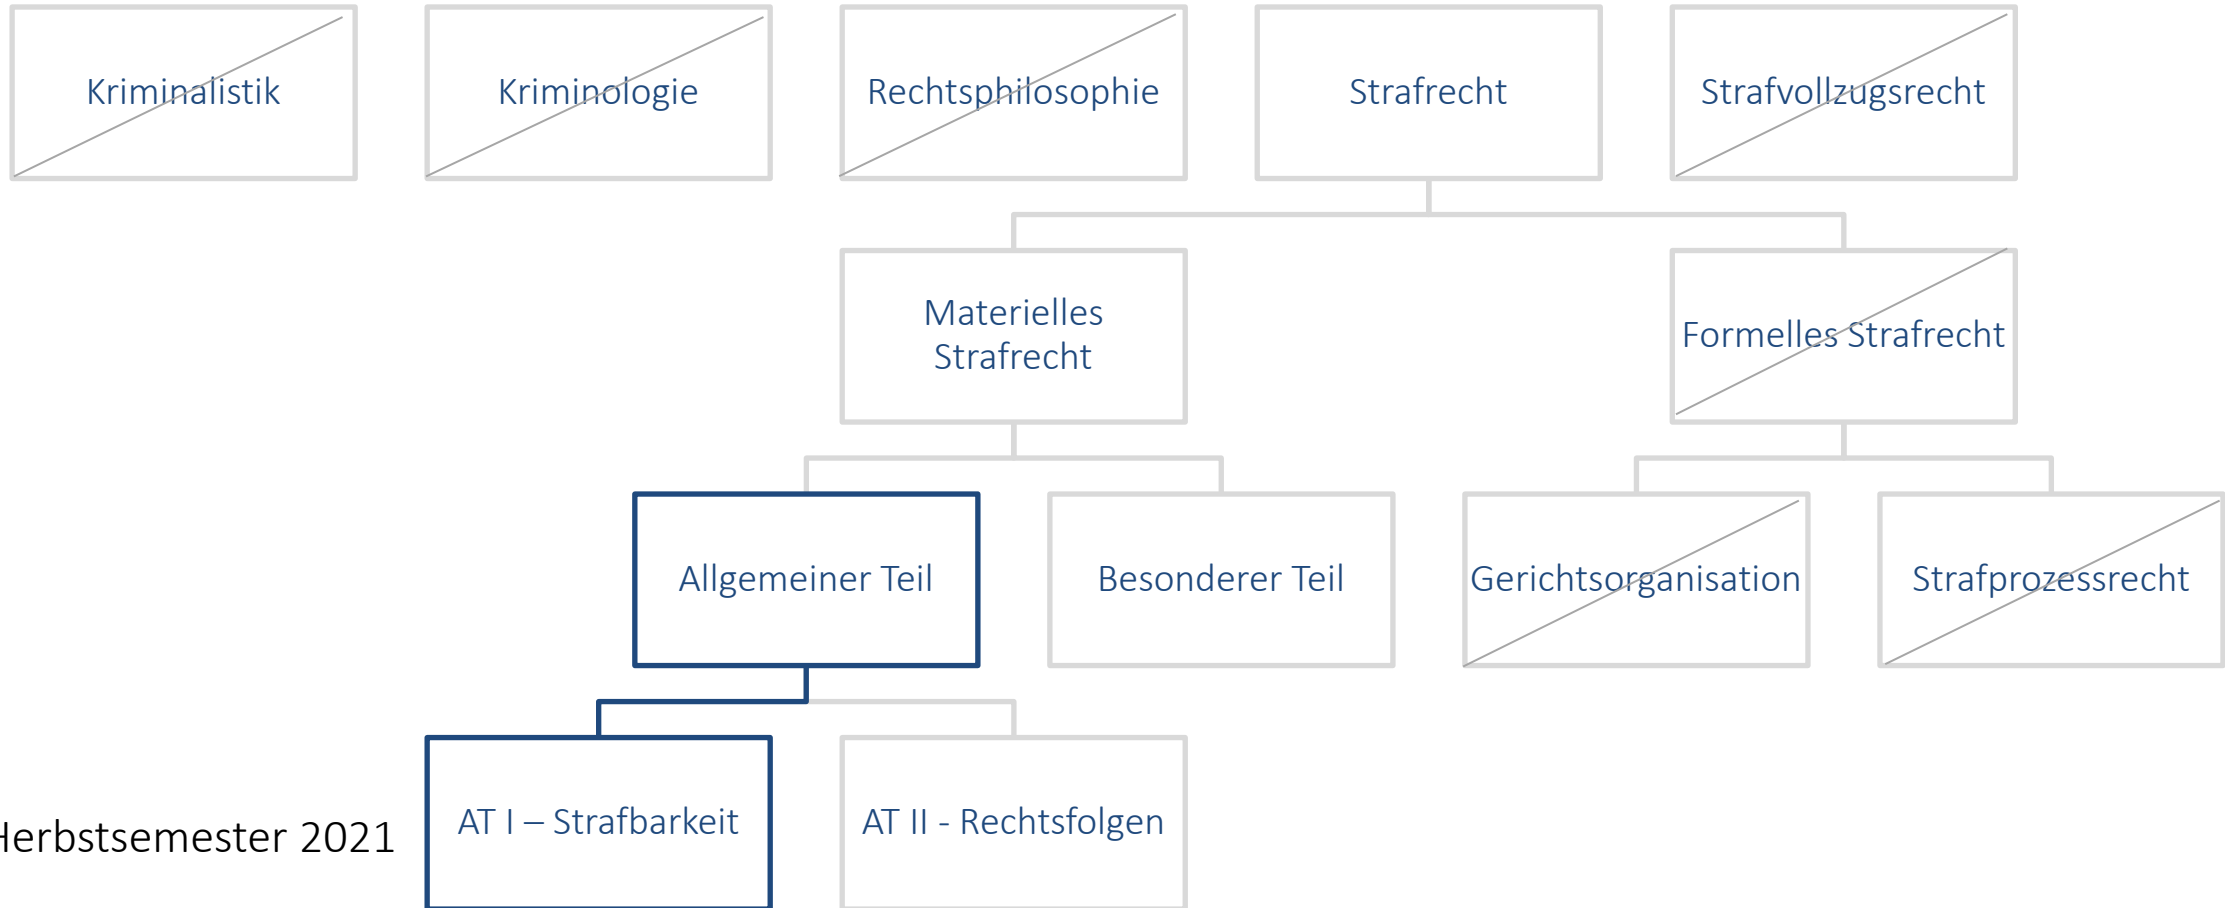 Kriminalistik
Kriminologie
Rechtsphilosophie
Strafrecht
Strafvollzugsrecht
Materielles
Strafrecht
Formelles Strafrecht
Allgemeiner Teil
Besonderer Teil
Gerichtsorganisation
Strafprozessrecht
Herbstsemester 2021
AT I – Strafbarkeit
AT II - Rechtsfolgen